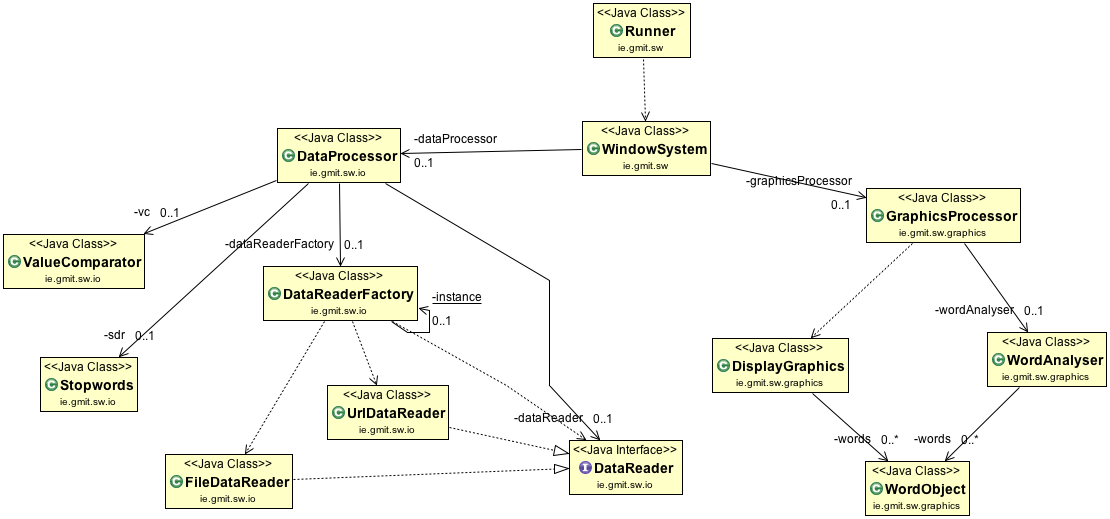 <<Java Class>>
C Runner
ie.gmit.sw
<<Java Class>>
C DataProcessor
ie.gmit.sw.io
-dataProcessor
0..1
<<Java Class>>
C WindowSystem
ie.gmit.sw
-graphicsProcessor
0..1
<<Java Class>>
C GraphicsProcessor
ie.gmit.sw.graphics
-vc 0..1
<<Java Class>>
C ValueComparator
ie.gmit.sw.io
-dataReaderFactory 0..1
<<Java Class>>
C DataReaderFactory
ie.gmit.sw.io
-instance
0..1
-sdr 0..1
<<Java Class>>
C Stopwords
ie.gmit.sw.io
-wordAnalyser 0..1
<<Java Class>>
C DisplayGraphics
ie.gmit.sw.graphics
<<Java Class>>
C WordAnalyser
ie.gmit.sw.graphics
<<Java Class>>
C UrlDataReader
ie.gmit.sw.io
-dataReader 0..1
<<Java Class>>
C FileDataReader
ie.gmit.sw.io
<<Java Interface>>
I DataReader
ie.gmit.sw.io
-words 0..*
-words 0..*
<<Java Class>>
C WordObject
ie.gmit.sw.graphics